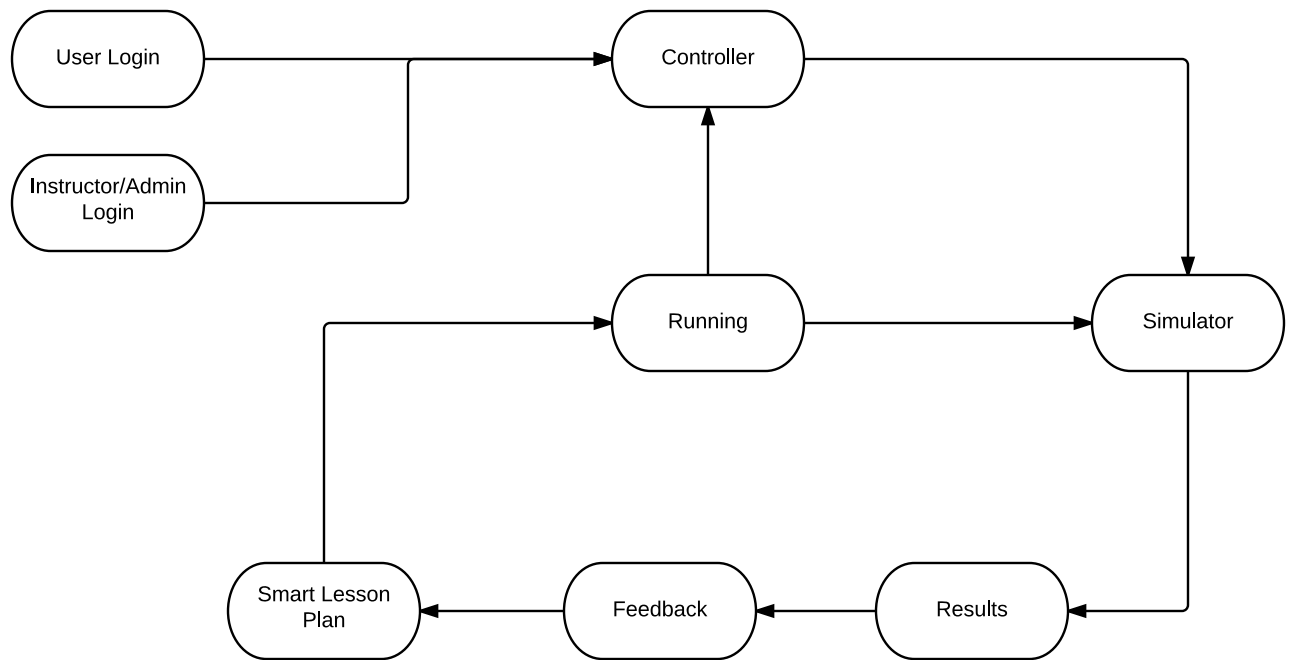 User Login
Controller
Instructor/Admin
Login
Running
Simulator
Smart Lesson
Plan
Feedback
Results